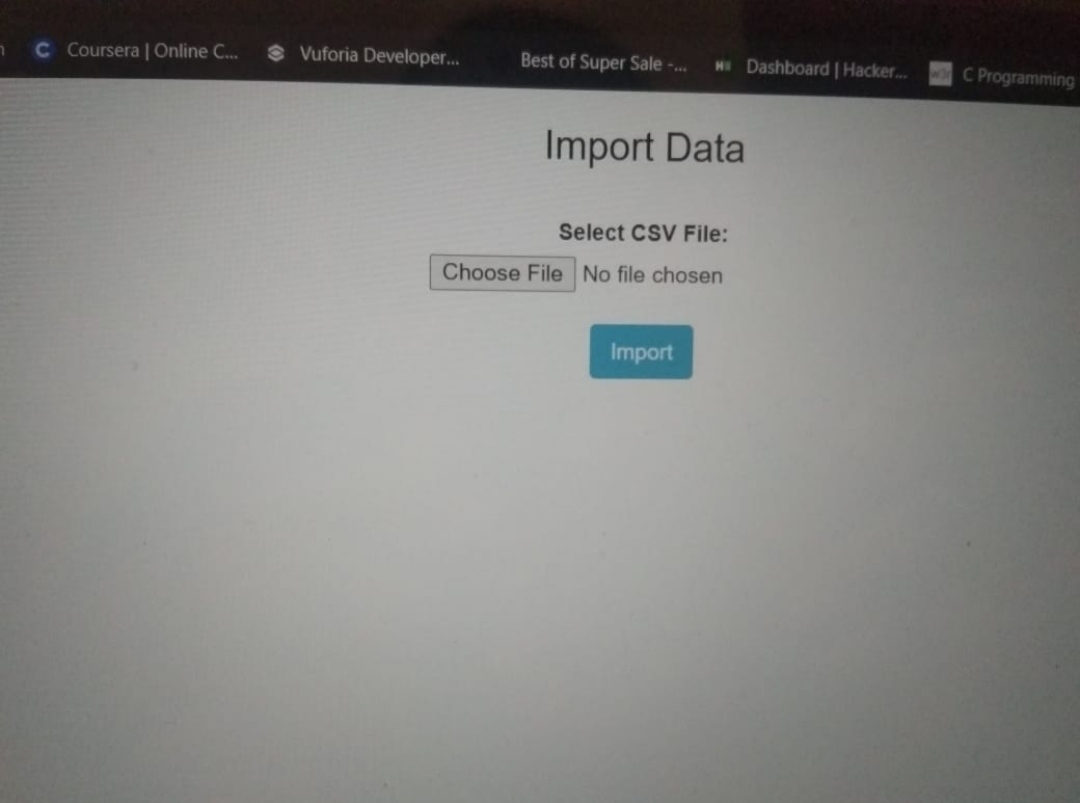 Coursera | Online C... Vuforia Developer... Best of Super Sale -... Dashboard | Hacker... C Programming
Import Data
Select CSV File:
Choose File No file chosen
Import